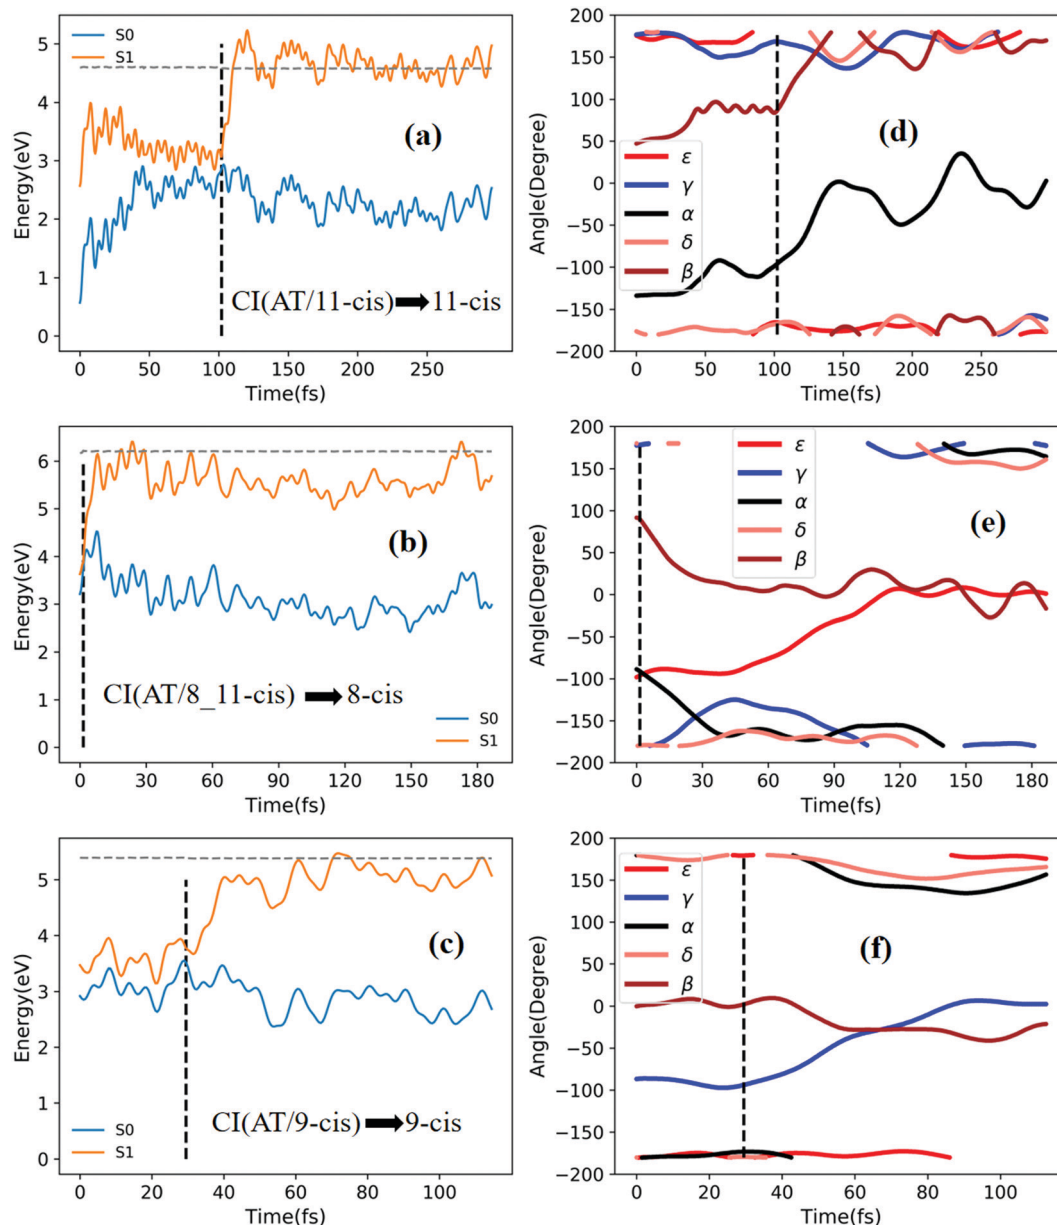 S0
S1
5
4
3
2
1
0
Energy(eV)
(a)
CI(AT/11-cis) 11-cis
0 50 100 150 200 250
Time(fs)
200
150
100
50
0
−50
−100
−150
−200
Angle(Degree)
(d)
ε
γ
α
δ
β
0 50 100 150 200 250
Time(fs)
6
5
4
3
2
1
0
Energy(eV)
(b)
CI(AT/8_11-cis) 8-cis
S0
S1
0 30 60 90 120 150 180
Time(fs)
200
150
100
50
0
−50
−100
−150
−200
Angle(Degree)
ε
γ
α
δ
β
(e)
0 30 60 90 120 150 180
Time(fs)
5
4
3
2
1
0
Energy(eV)
(c)
CI(AT/9-cis) 9-cis
S0
S1
0 20 40 60 80 100
Time(fs)
200
150
100
50
0
−50
−100
−150
−200
Angle(Degree)
ε
γ
α
δ
β
(f)
0 20 40 60 80 100
Time(fs)